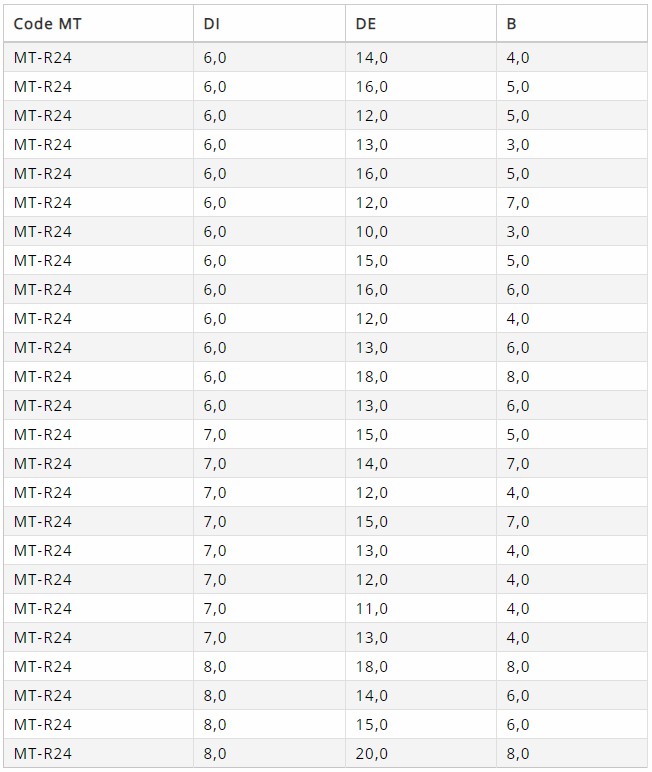 Code MT DI DE B
MT-R24 6,0 14,0 4,0
MT-R24 6,0 16,0 5,0
MT-R24 6,0 12,0 5,0
MT-R24 6,0 13,0 3,0
MT-R24 6,0 16,0 5,0
MT-R24 6,0 12,0 7,0
MT-R24 6,0 10,0 3,0
MT-R24 6,0 15,0 5,0
MT-R24 6,0 16,0 6,0
MT-R24 6,0 12,0 4,0
MT-R24 6,0 13,0 6,0
MT-R24 6,0 18,0 8,0
MT-R24 6,0 13,0 6,0
MT-R24 7,0 15,0 5,0
MT-R24 7,0 14,0 7,0
MT-R24 7,0 12,0 4,0
MT-R24 7,0 15,0 7,0
MT-R24 7,0 13,0 4,0
MT-R24 7,0 12,0 4,0
MT-R24 7,0 11,0 4,0
MT-R24 7,0 13,0 4,0
MT-R24 8,0 18,0 8,0
MT-R24 8,0 14,0 6,0
MT-R24 8,0 15,0 6,0
MT-R24 8,0 20,0 8,0